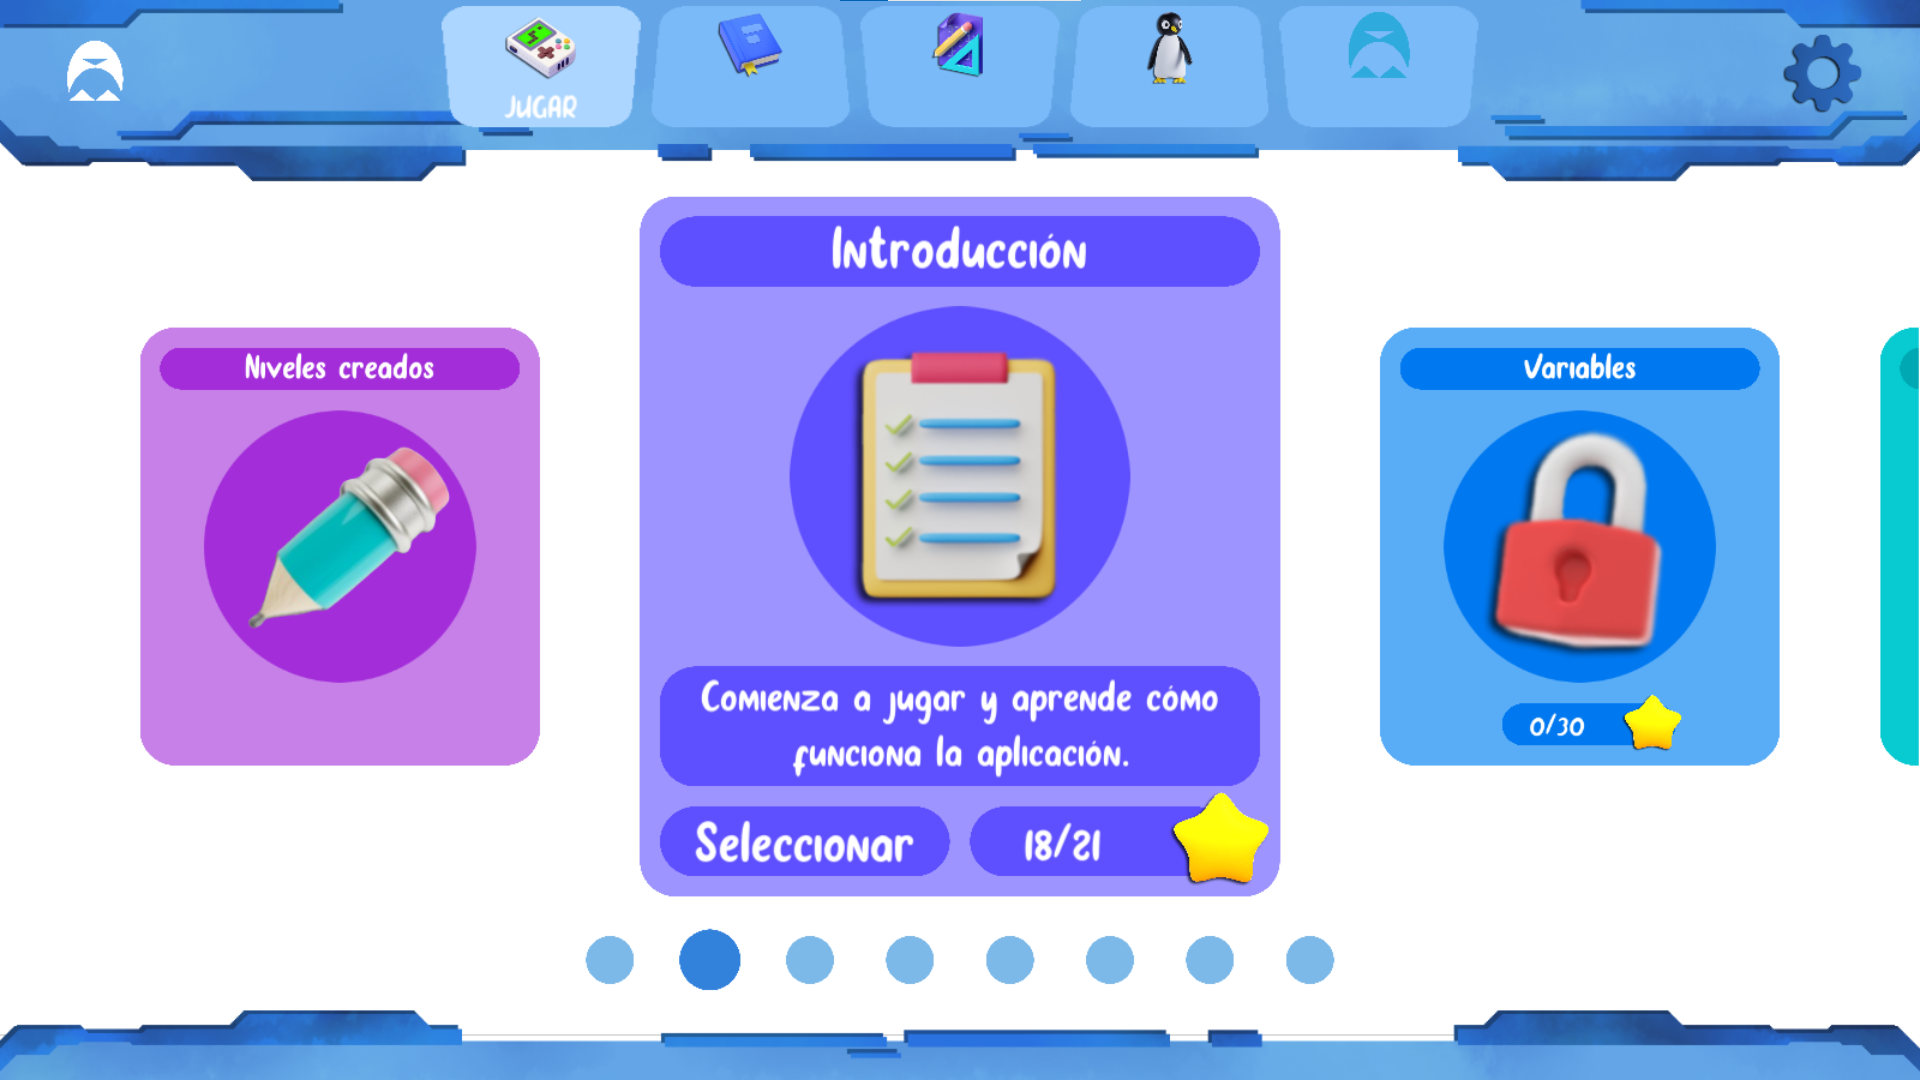 JUGAR
Introducción
Niveles creados
Variables
Comienza a jugar y aprende cómo
funciona la aplicación.
0/30
Seleccionar
18/21